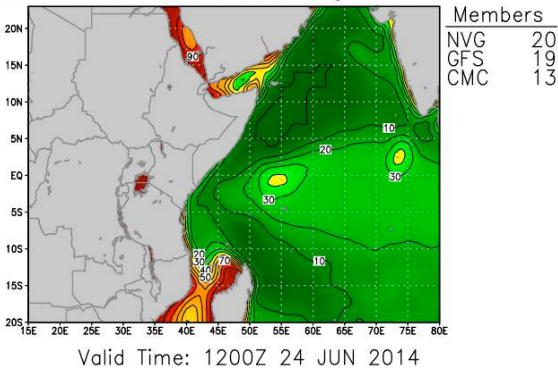 Members
NVG 20
GFS 19
CMC 13
20N
15N
10N
5N
EQ
5S
10S
15S
20S
90
10
20
30
30
20
30
40
50
70
10
15E 20E 25E 30E 35E 40E 45E 50E 55E 60E 65E 70E 75E 80E
Valid Time: 1200Z 24 JUN 2014